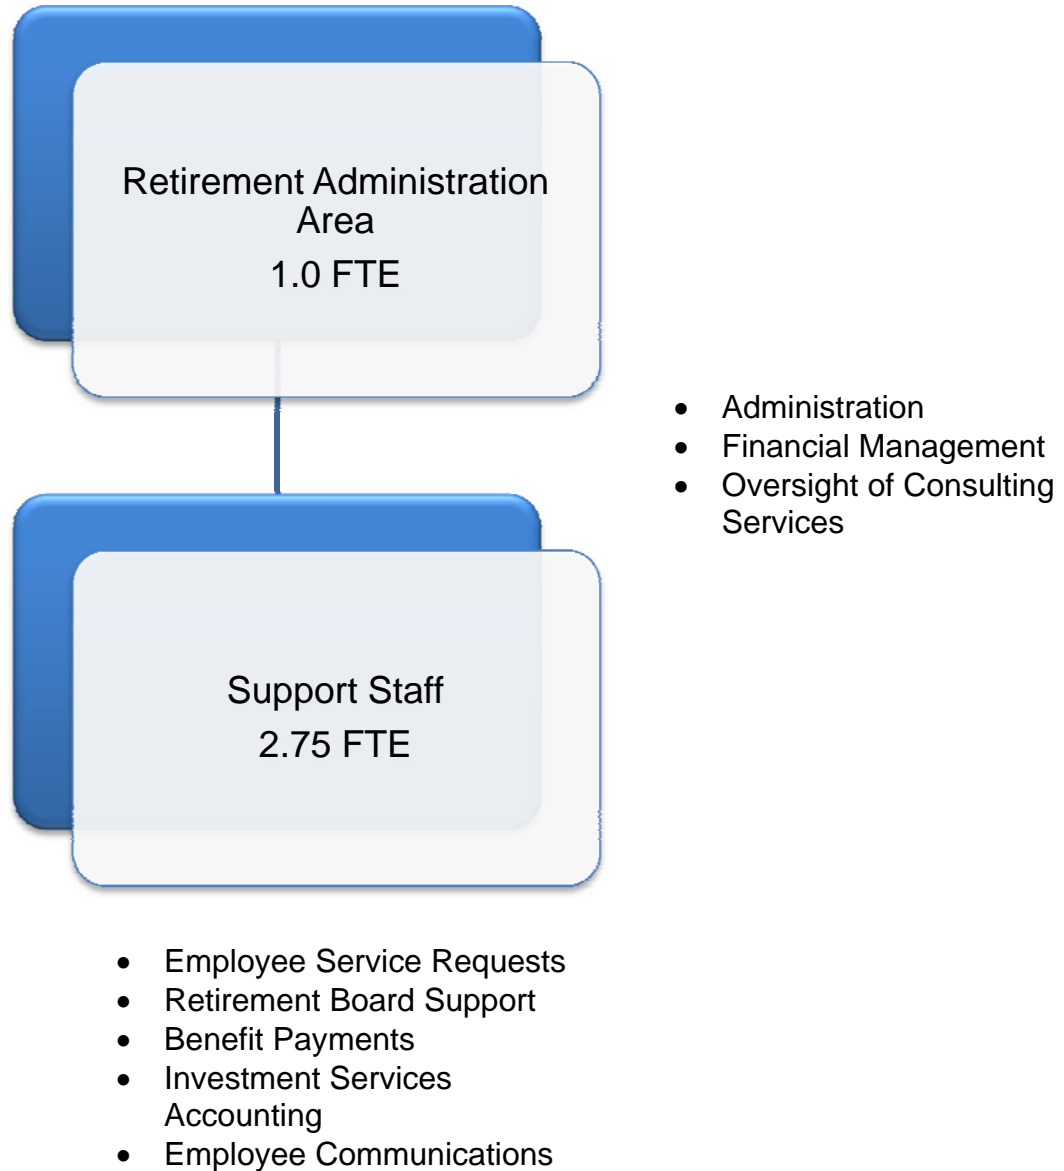 Retirement Administration
Area
1.0 FTE
• Administration
• Financial Management
• Oversight of Consulting
Services
Support Staff
2.75 FTE
• Employee Service Requests
• Retirement Board Support
• Benefit Payments
• Investment Services
Accounting
• Employee Communications